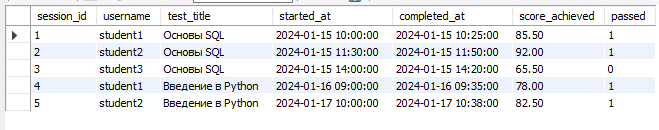 session_id username test_title started_at completed_at score_achieved passed
1 student1 Основы SQL 2024-01-15 10:00:00 2024-01-15 10:25:00 85.50 1
2 student2 Основы SQL 2024-01-15 11:30:00 2024-01-15 11:50:00 92.00 1
3 student3 Основы SQL 2024-01-15 14:00:00 2024-01-15 14:20:00 65.50 0
4 student1 Введение в Python 2024-01-16 09:00:00 2024-01-16 09:35:00 78.00 1
5 student2 Введение в Python 2024-01-17 10:00:00 2024-01-17 10:38:00 82.50 1